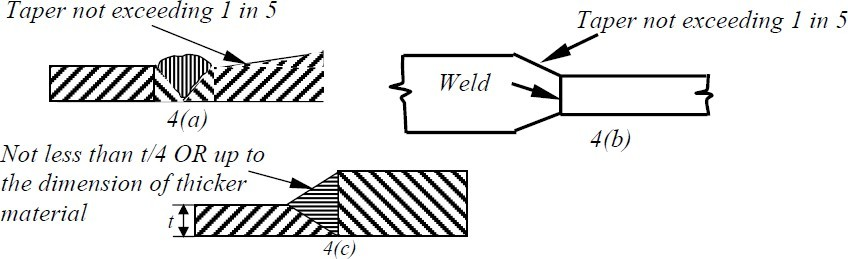 Taper not exceeding 1 in 5
4(a)
Taper not exceeding 1 in 5
Weld
4(b)
Not less than t/4 OR up to
the dimension of thicker
material
t
4(c)